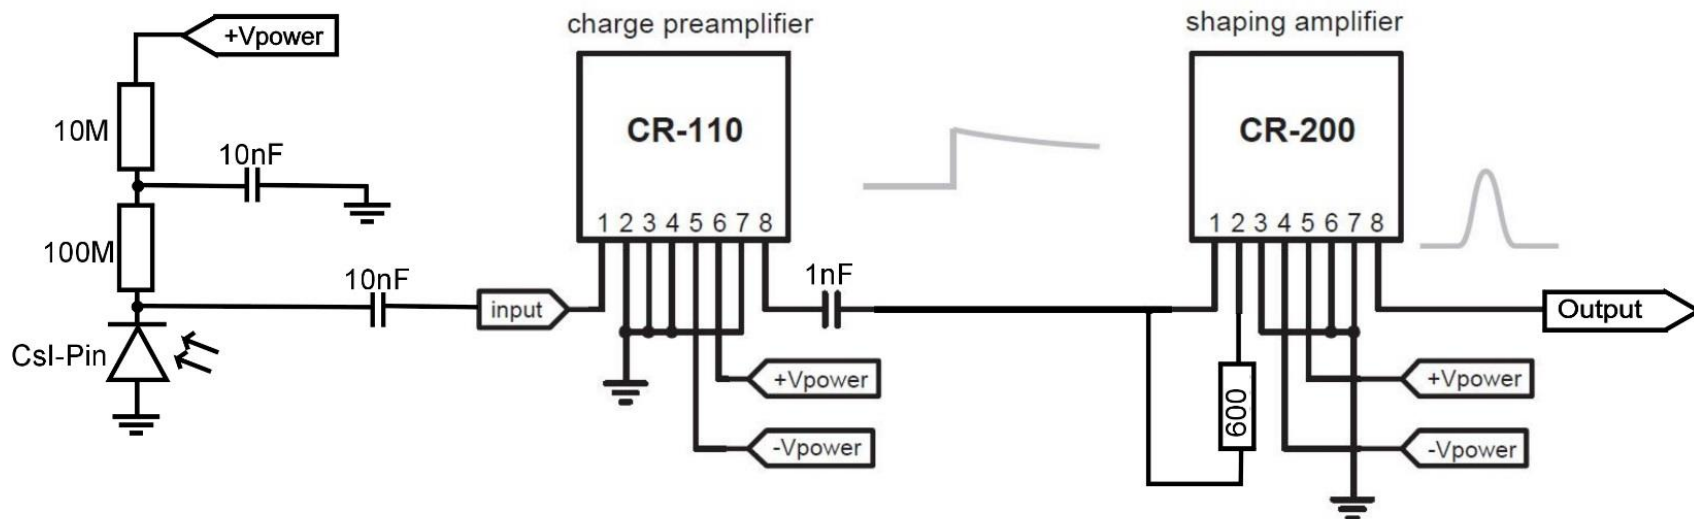 charge preamplifier
shaping amplifier
+Vpower
10M
10nF
100M
10nF
CsI-Pin
input
CR-110
1 2 3 4 5 6 7 8
1nF
+Vpower
-Vpower
CR-200
1 2 3 4 5 6 7 8
600
+Vpower
-Vpower
Output